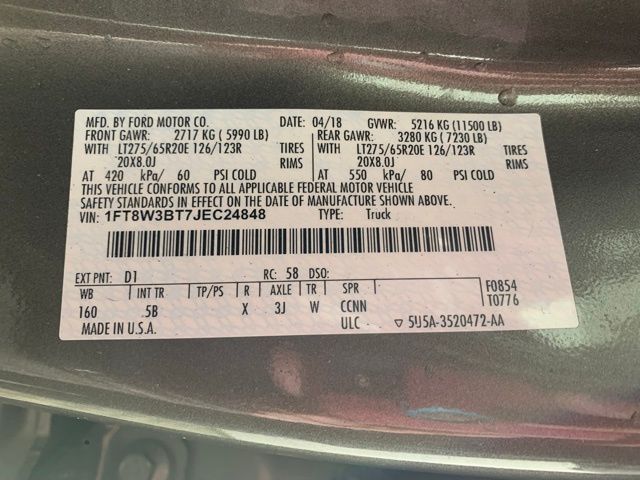 MFD. BY FORD MOTOR CO. DATE: 04/18 GVWR: 5216 KG (11500 LB)
FRONT GAWR: 2717 KG (5990 LB) REAR GAWR: 3280 KG (7230 LB)
WITH LT275/65R20E 126/123R TIRES WITH LT275/65R20E 126/123R TIRES
20X8.0J RIMS 20X8.0J RIMS
AT 420 kPa/ 60 PSI COLD AT 550 kPa/ 80 PSI COLD
THIS VEHICLE CONFORMS TO ALL APPLICABLE FEDERAL MOTOR VEHICLE
SAFETY STANDARDS IN EFFECT ON THE DATE OF MANUFACTURE SHOWN ABOVE.
VIN: 1FT8W3BT7JEC24848 TYPE: Truck
EXT PNT: D1 RC: 58 DSO:
WB INT TR TP/PS R AXLE TR SPR F0854
160 5B X 3J W CCNN T0776
MADE IN U.S.A. ULC ▽ 5U5A-3520472-AA